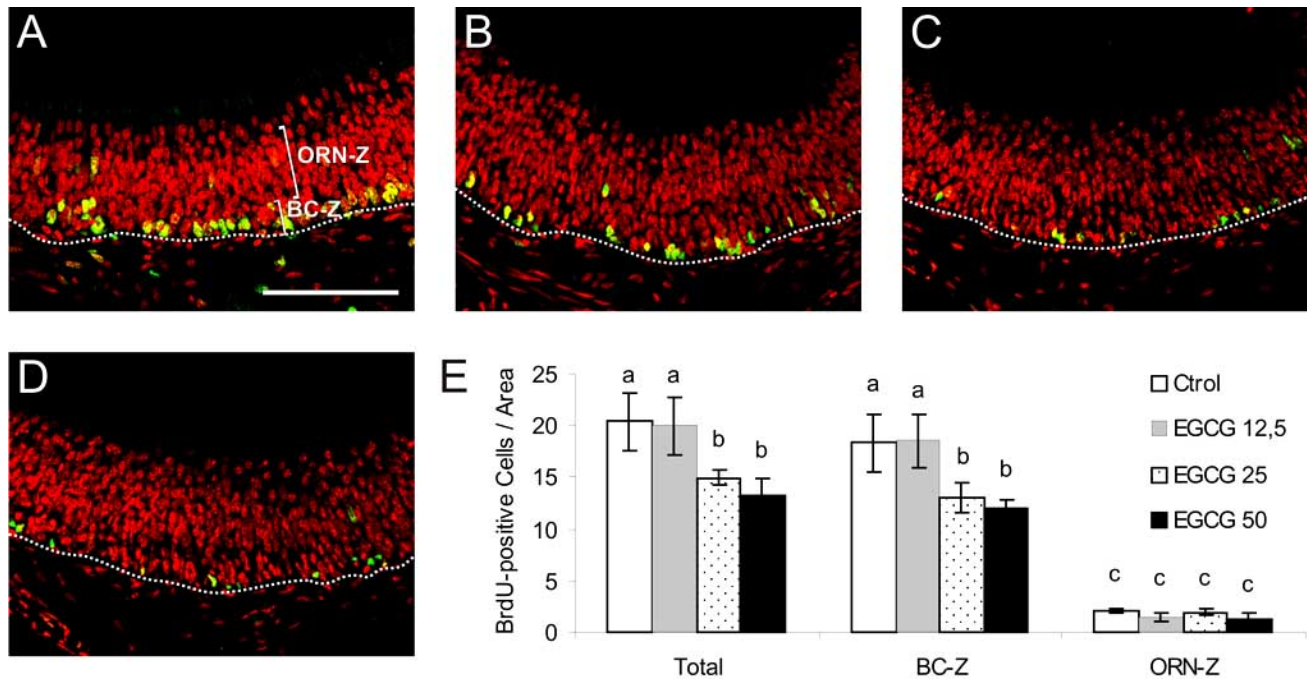 A
ORN-Z
BC-Z
B
C
D
E
BrdU-positive Cells / Area
25
20
15
10
5
0
a
a
b
b
a
a
b
b
c
c
c
c
Ctrol
EGCG 12,5
EGCG 25
EGCG 50
Total
BC-Z
ORN-Z